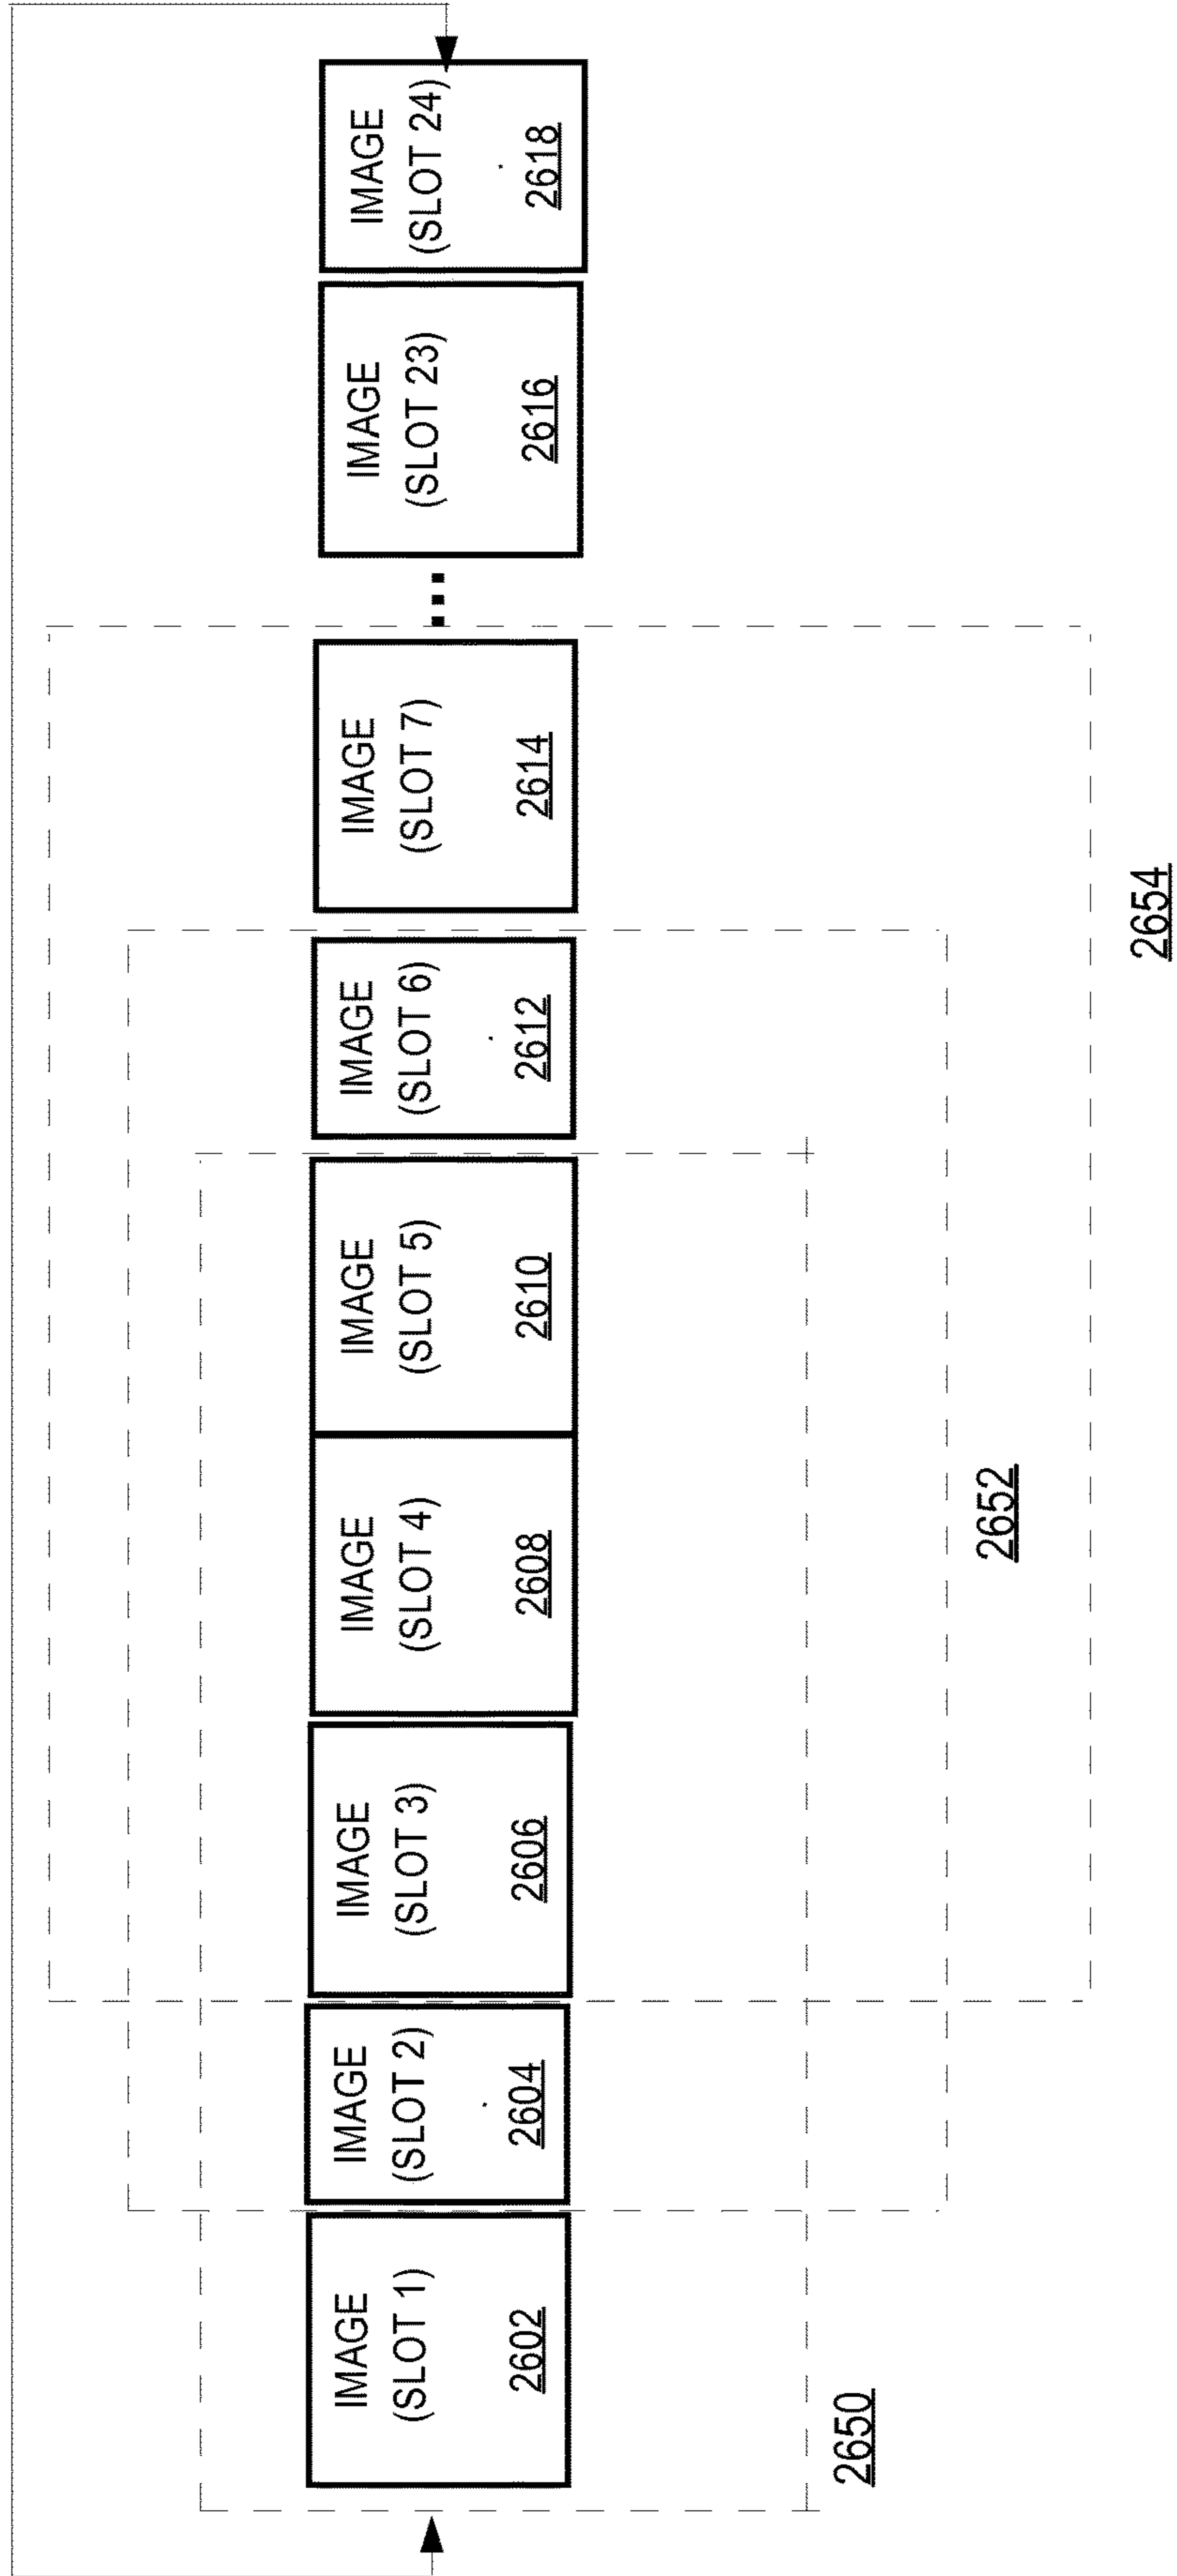 IMAGE
(SLOT 1)
2602
IMAGE
(SLOT 2)
2604
IMAGE
(SLOT 3)
2606
IMAGE
(SLOT 4)
2608
IMAGE
(SLOT 5)
2610
IMAGE
(SLOT 6)
2612
IMAGE
(SLOT 7)
2614
...
IMAGE
(SLOT 23)
2616
IMAGE
(SLOT 24)
2618
2650
2652
2654